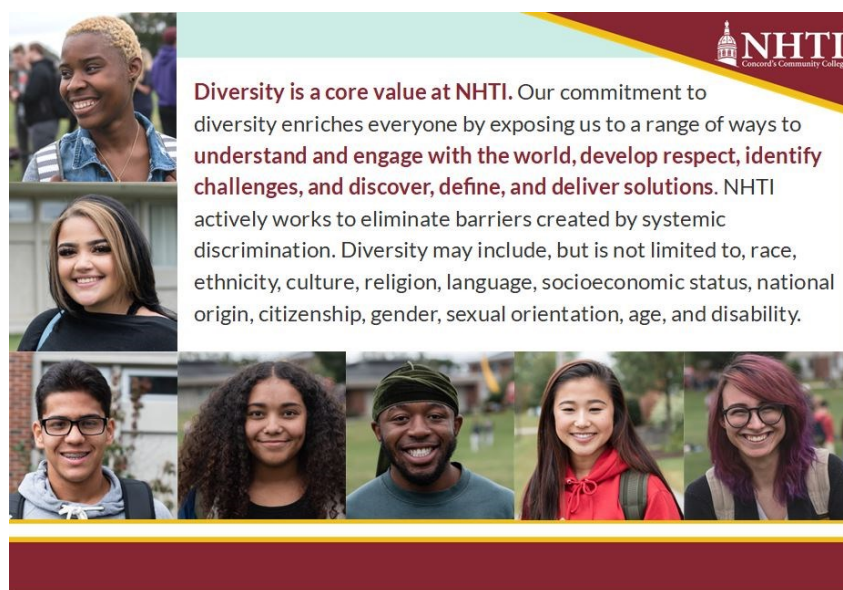 NHTI
Concord's Community College
Diversity is a core value at NHTI. Our commitment to
diversity enriches everyone by exposing us to a range of ways to
understand and engage with the world, develop respect, identify
challenges, and discover, define, and deliver solutions. NHTI
actively works to eliminate barriers created by systemic
discrimination. Diversity may include, but is not limited to, race,
ethnicity, culture, religion, language, socioeconomic status, national
origin, citizenship, gender, sexual orientation, age, and disability.